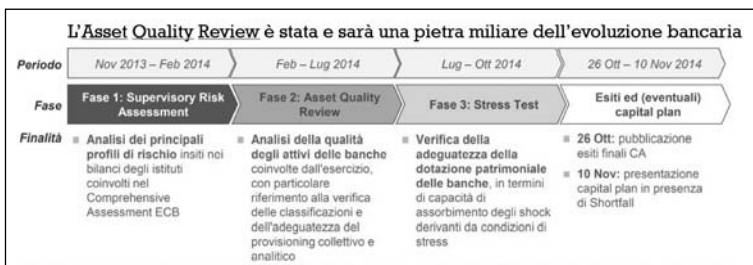 L'Asset Quality Review è stata e sarà una pietra miliare dell'evoluzione bancaria
Periodo
Nov 2013 – Feb 2014
Feb – Lug 2014
Lug – Ott 2014
26 Ott – 10 Nov 2014
Fase
Fase 1: Supervisory Risk
Assessment
Fase 2: Asset Quality
Review
Fase 3: Stress Test
Esiti ed (eventuali)
capital plan
Finalità
Analisi dei principali
profili di rischio insiti nei
bilanci degli istituti
coinvolti nel
Comprehensive
Assessment ECB
Analisi della qualità
degli attivi delle banche
coinvolte dall'esercizio,
con particolare
riferimento alla verifica
delle classificazioni e
dell'adeguatezza del
provisioning collettivo e
analitico
Verifica della
adeguatezza della
dotazione patrimoniale
delle banche, in termini
di capacità di
assorbimento degli shock
derivanti da condizioni di
stress
26 Ott: pubblicazione
esiti finali CA
10 Nov: presentazione
capital plan in presenza
di Shortfall